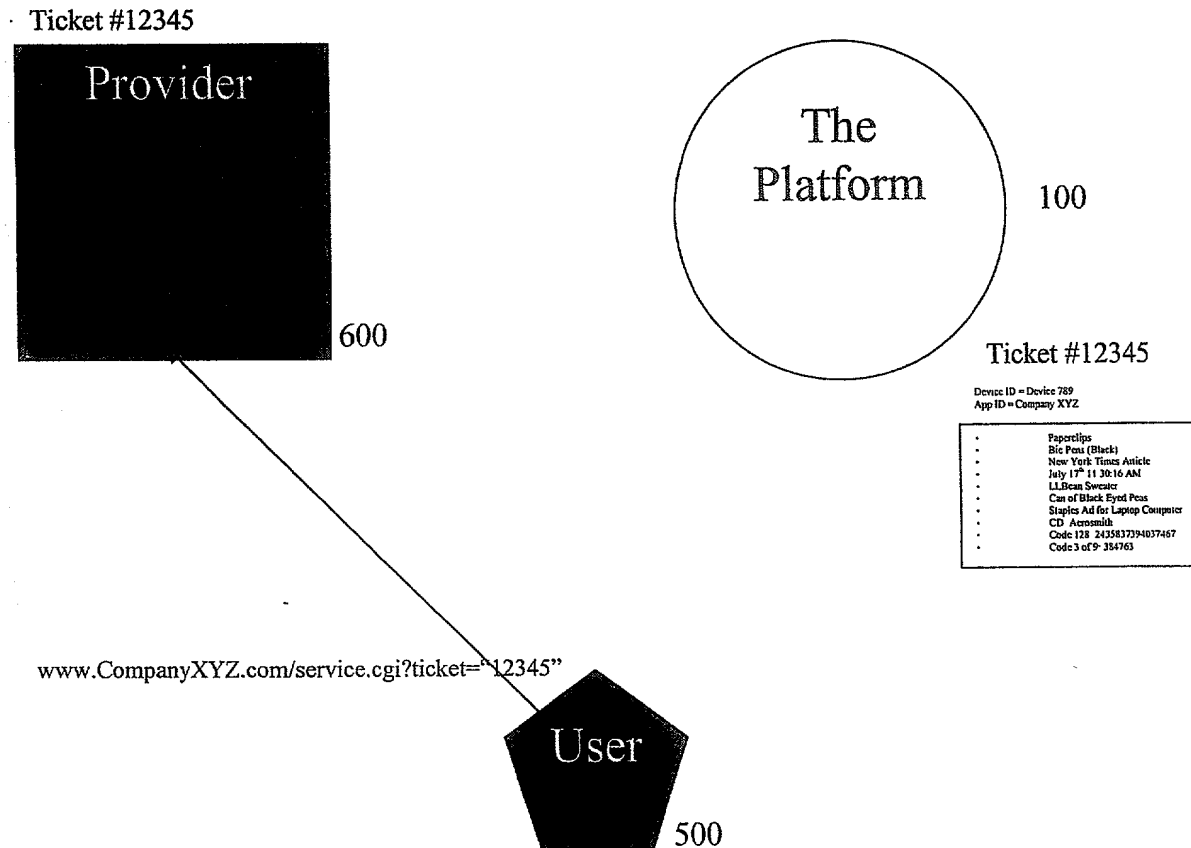 Ticket #12345
Provider
600
The
Platform
100
Ticket #12345
Device ID = Device 789
App ID = Company XYZ
• Paperclips
• Bic Pens (Black)
• New York Times Article
• July 17th 11 30:16 AM
• LLBean Sweater
• Can of Black Eyed Peas
• Staples Ad for Laptop Computer
• CD Aerosmith
• Code 128 2435837394037467
• Code 3 of 9· 384763
www.CompanyXYZ.com/service.cgi?ticket=“12345”
User
500